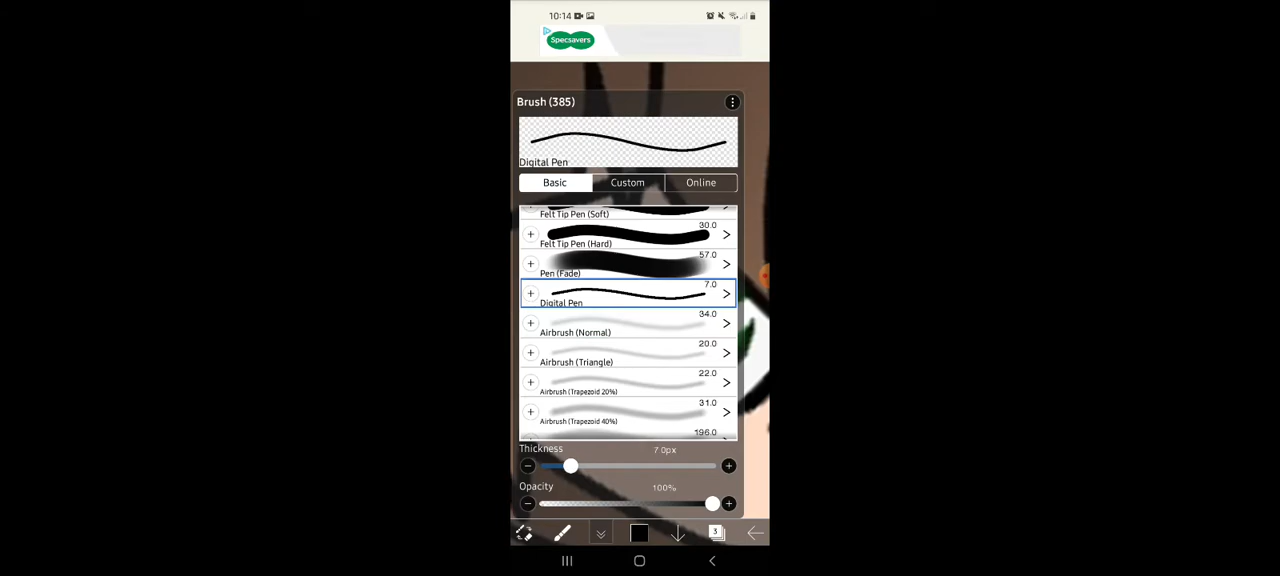 10:14
Specsavers
Brush (385)
Digital Pen
Basic Custom Online
Felt Tip Pen (Soft)
30.0
Felt Tip Pen (Hard)
57.0
Pen (Fade)
7.0
Digital Pen
34.0
Airbrush (Normal)
20.0
Airbrush (Triangle)
22.0
Airbrush (Trapezoid 20%)
31.0
Airbrush (Trapezoid 40%)
196.0
Thickness 7.0px
Opacity 100%
3